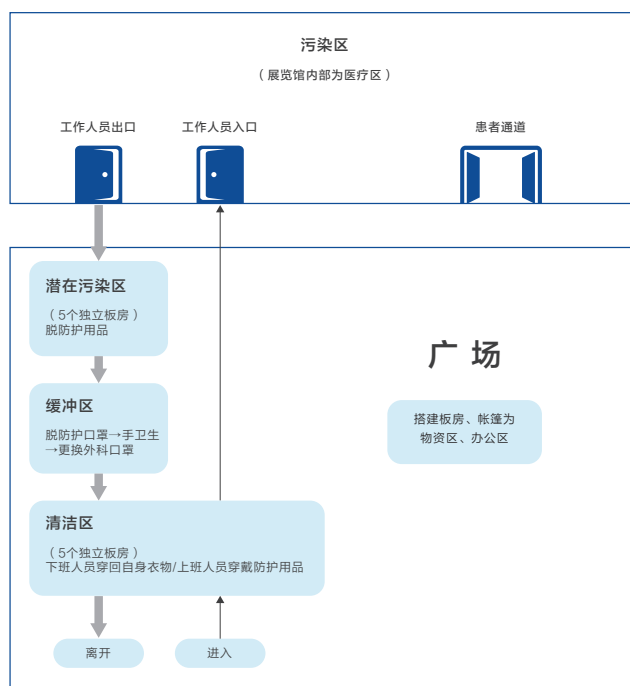 污染区
（展览馆内部为医疗区）
工作人员出口
工作人员入口
患者通道
潜在污染区
（5个独立板房）
脱防护用品
缓冲区
脱防护口罩→手卫生
→更换外科口罩
清洁区
（5个独立板房）
下班人员穿回自身衣物/上班人员穿戴防护用品
离开
进入
广场
搭建板房、帐篷为
物资区、办公区